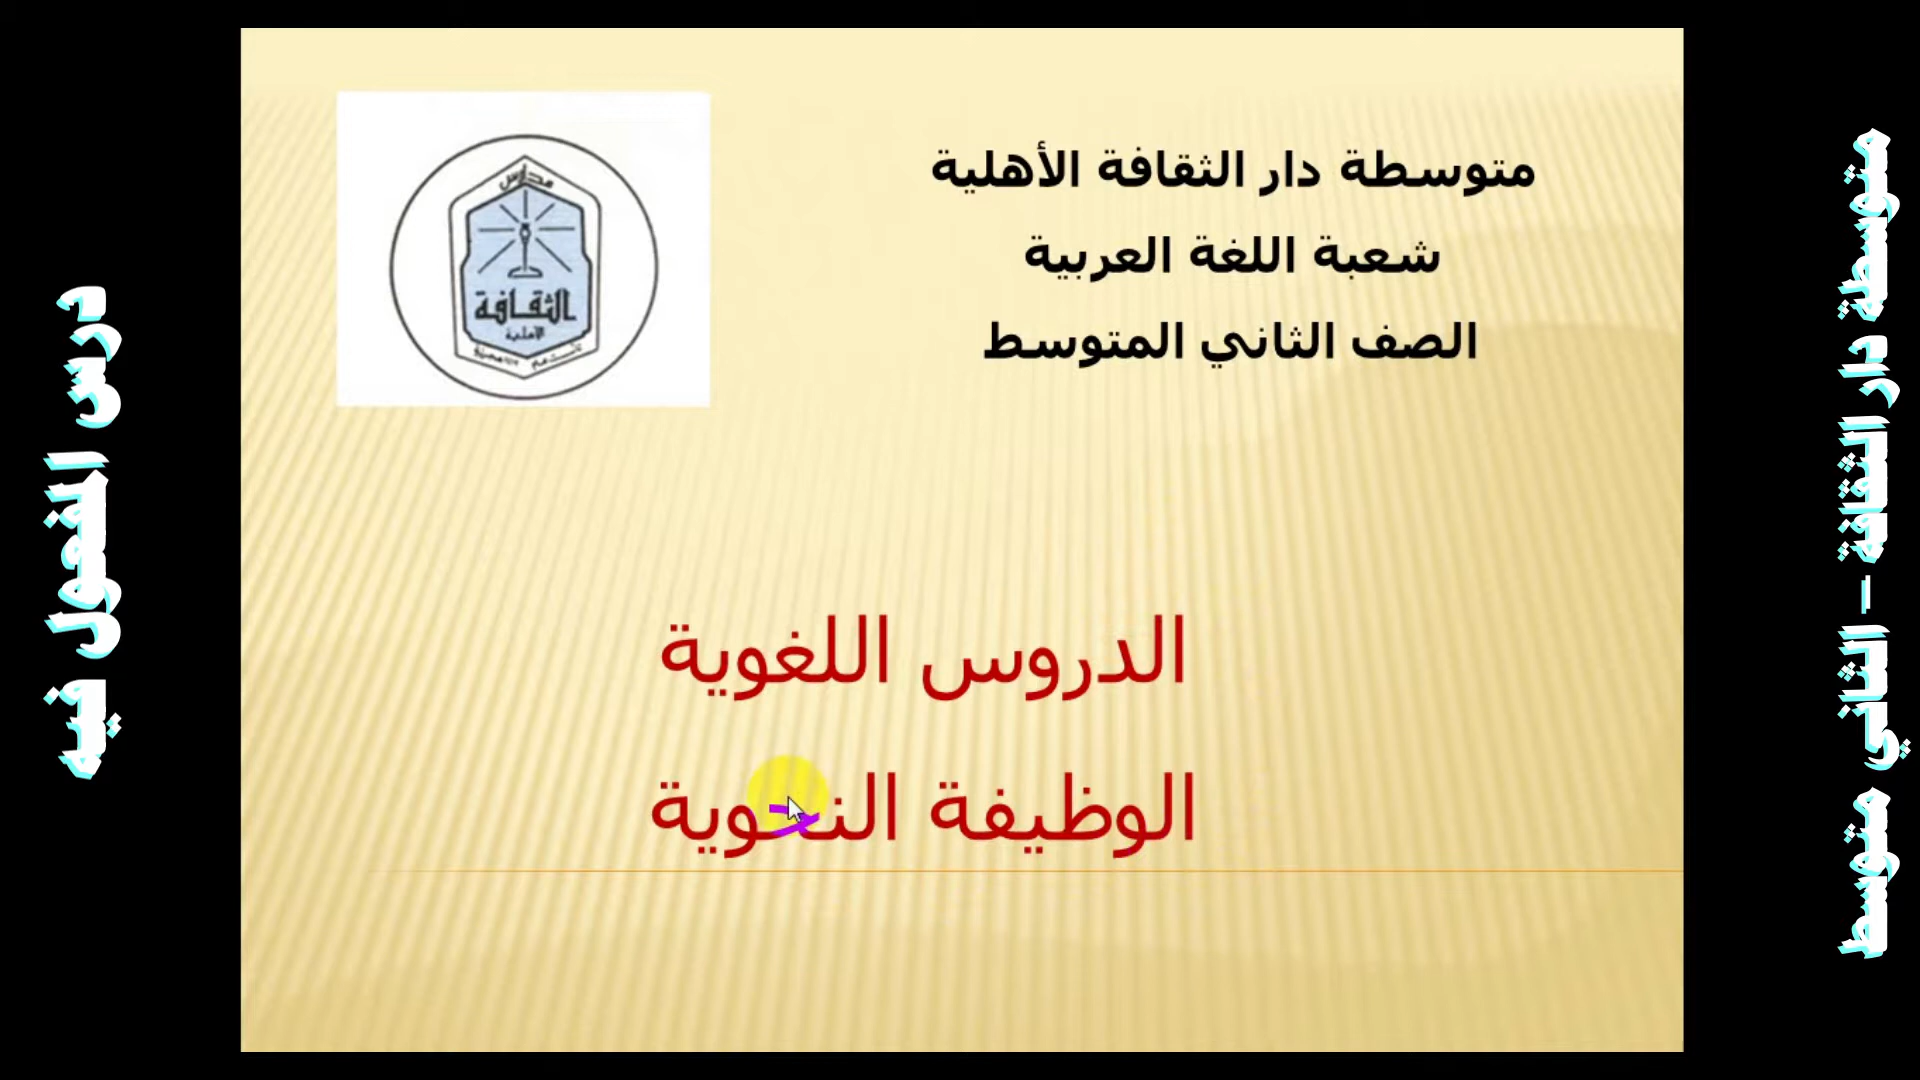 متوسطة دار الثقافة الأهلية
شعبة اللغة العربية
الصف الثاني المتوسط
مدارس
الثقافة
الأهلية
الدروس اللغوية
الوظيفة النحوية
متوسطة دار الثقافة – الثاني متوسط
درس المفعول فيه